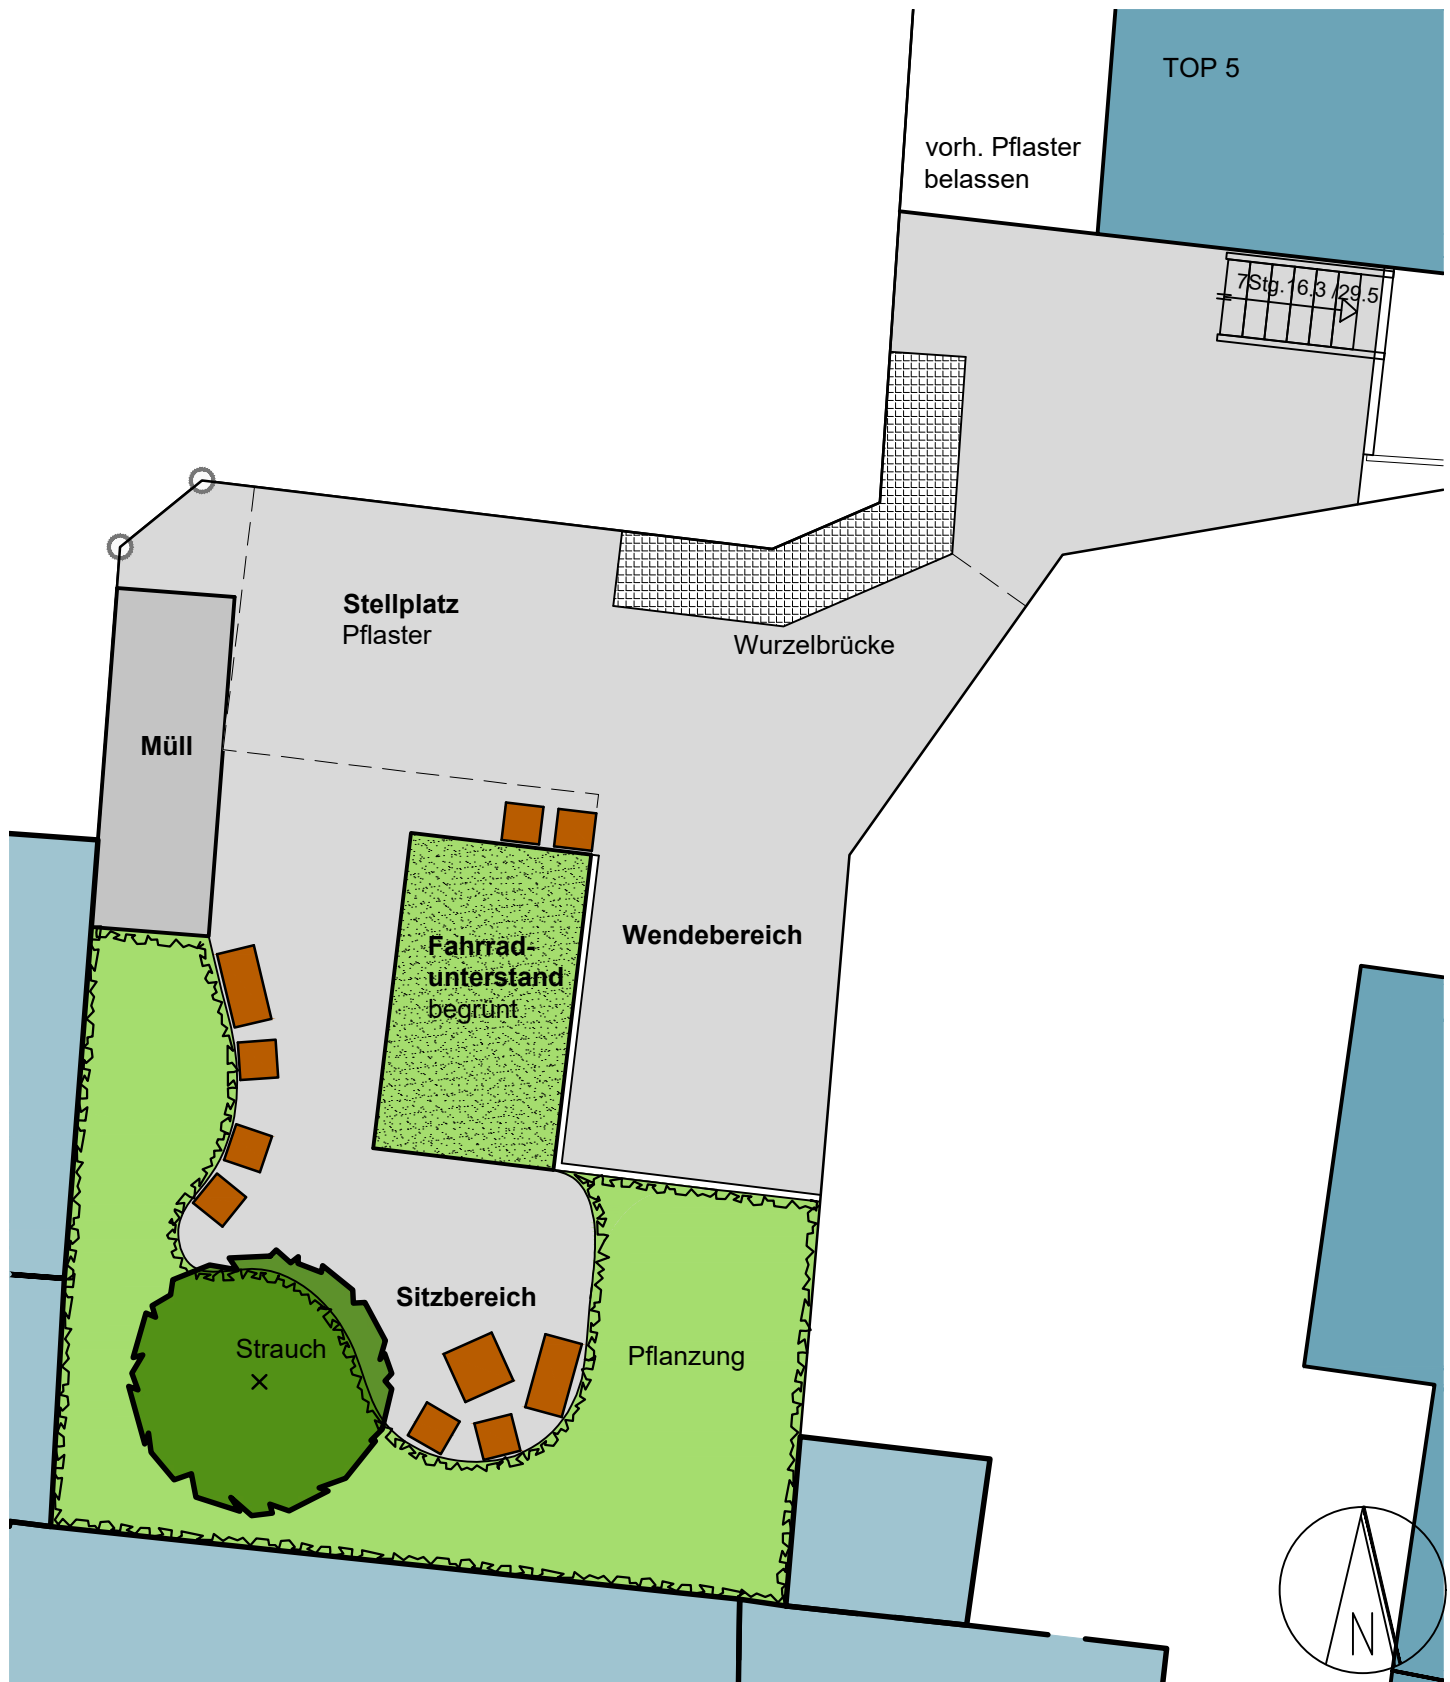 TOP 5
vorh. Pflaster
belassen
7Stg.16.3 /29.5
Stellplatz
Pflaster
Wurzelbrücke
Müll
Fahrrad-
unterstand
begrünt
Wendebereich
Sitzbereich
Strauch
Pflanzung
N